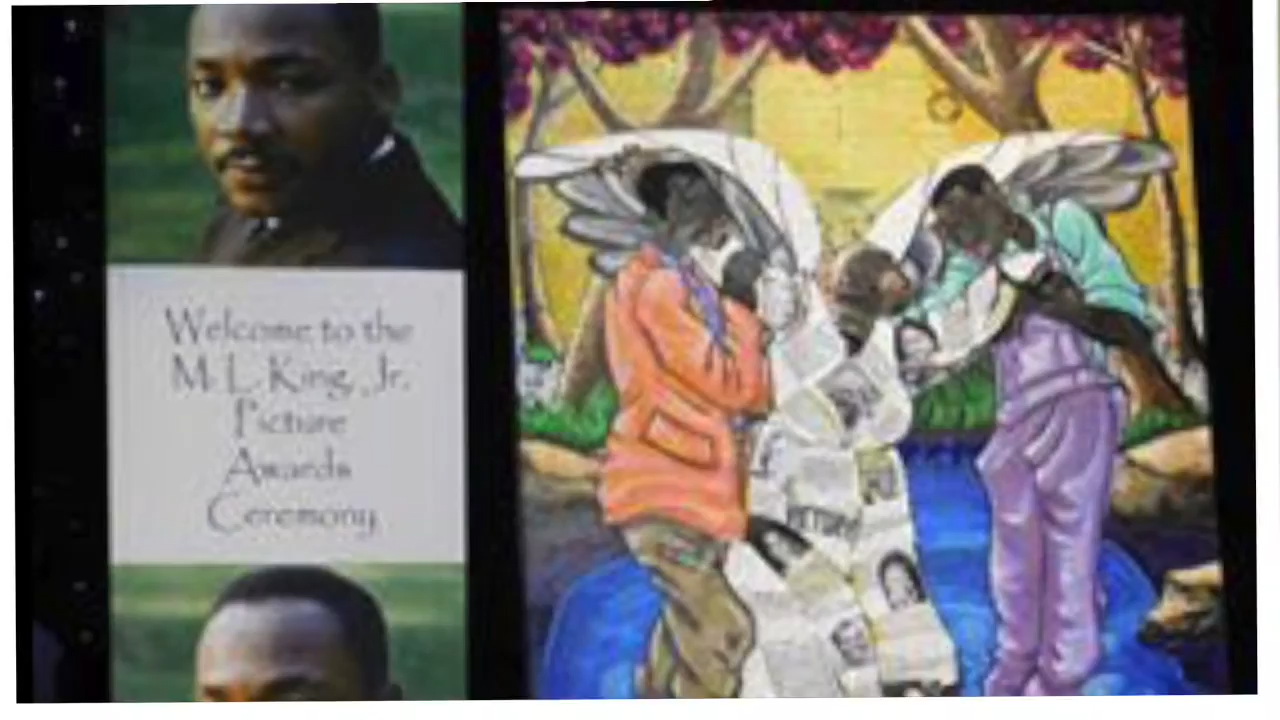 Welcome to the
M. L. King, Jr.
Picture
Awards
Ceremony